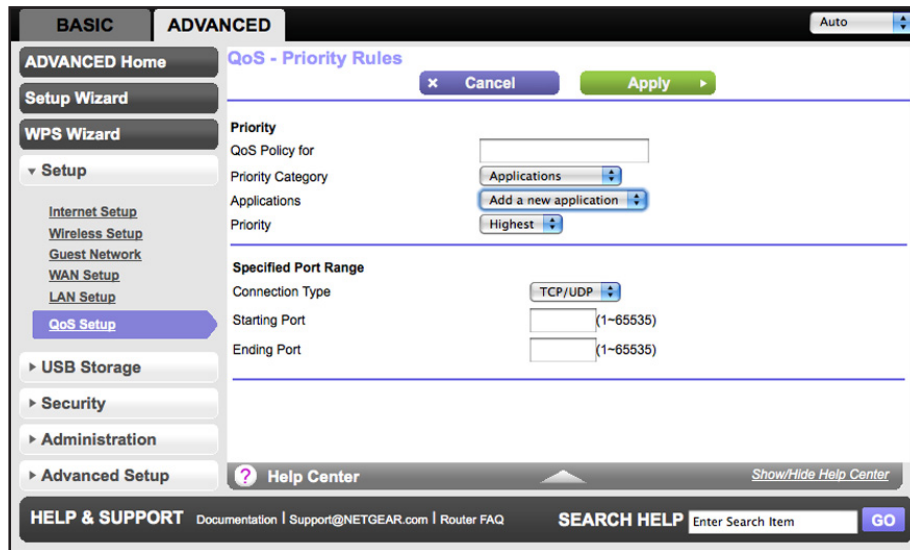 BASIC ADVANCED Auto
ADVANCED Home
Setup Wizard
WPS Wizard
Setup
Internet Setup
Wireless Setup
Guest Network
WAN Setup
LAN Setup
QoS Setup
USB Storage
Security
Administration
Advanced Setup
QoS - Priority Rules
Cancel Apply
Priority
QoS Policy for
Priority Category Applications
Applications Add a new application
Priority Highest
Specified Port Range
Connection Type TCP/UDP
Starting Port (1~65535)
Ending Port (1~65535)
? Help Center Show/Hide Help Center
HELP & SUPPORT Documentation | Support@NETGEAR.com | Router FAQ SEARCH HELP Enter Search Item GO